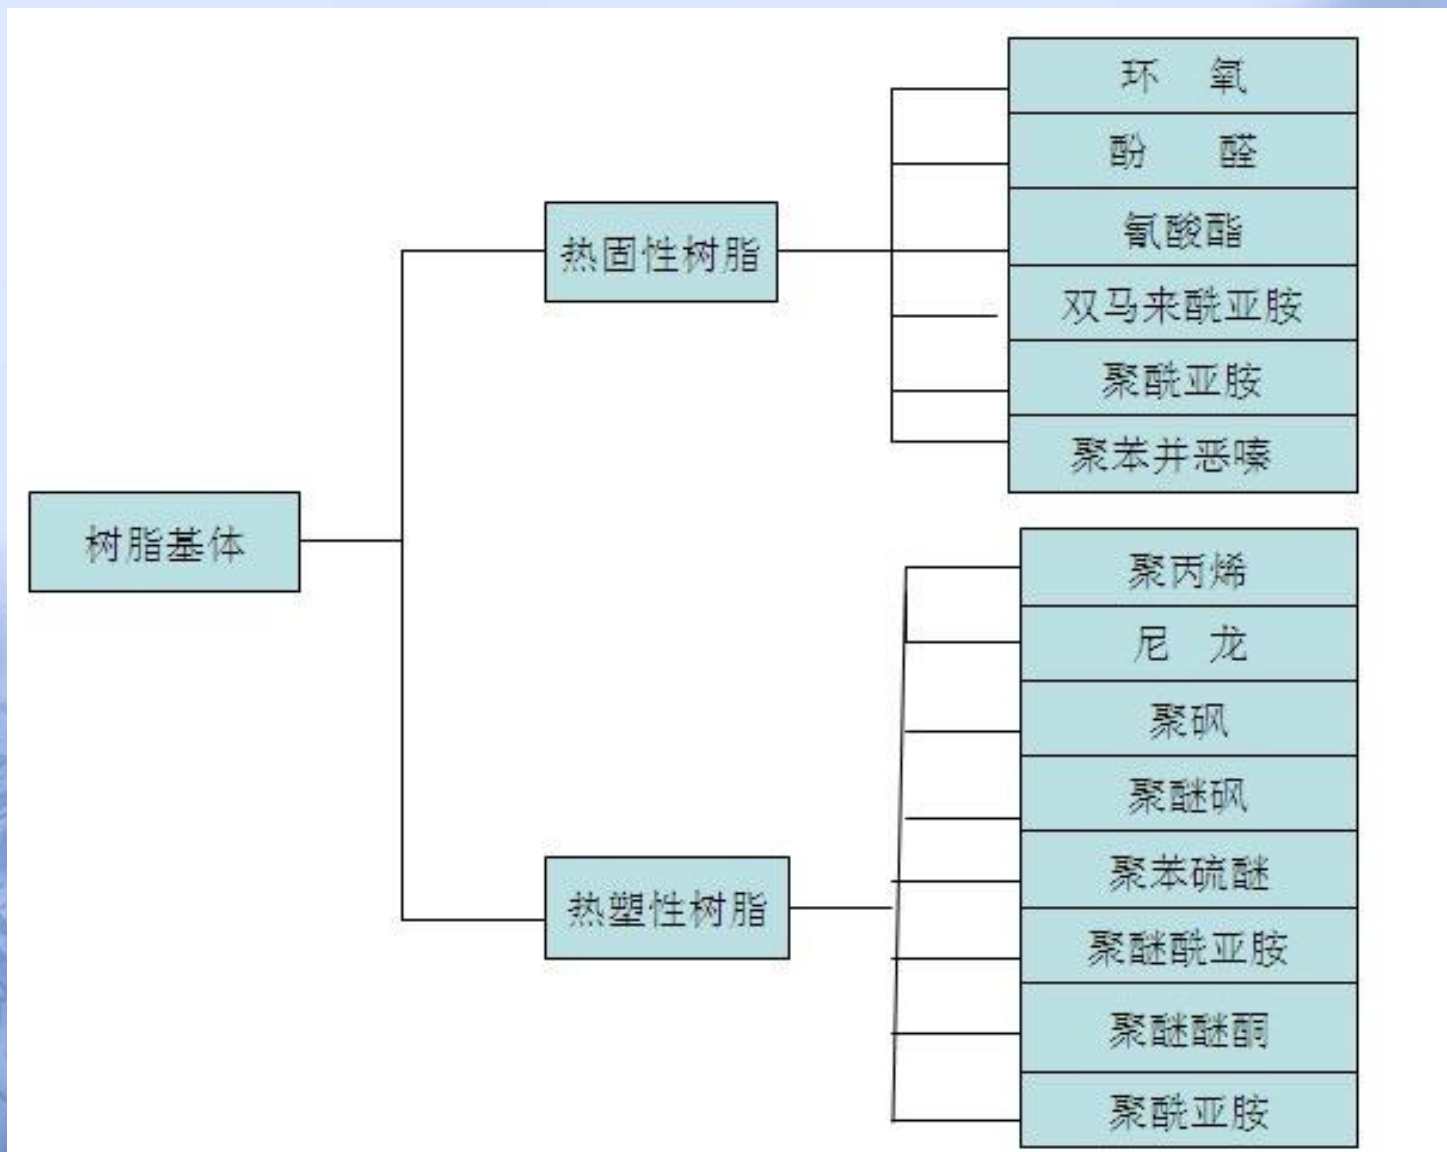 树脂基体
热固性树脂
环 氧
酚 醛
氰酸酯
双马来酰亚胺
聚酰亚胺
聚苯并恶嗪
热塑性树脂
聚丙烯
尼 龙
聚砜
聚醚砜
聚苯硫醚
聚醚酰亚胺
聚醚醚酮
聚酰亚胺